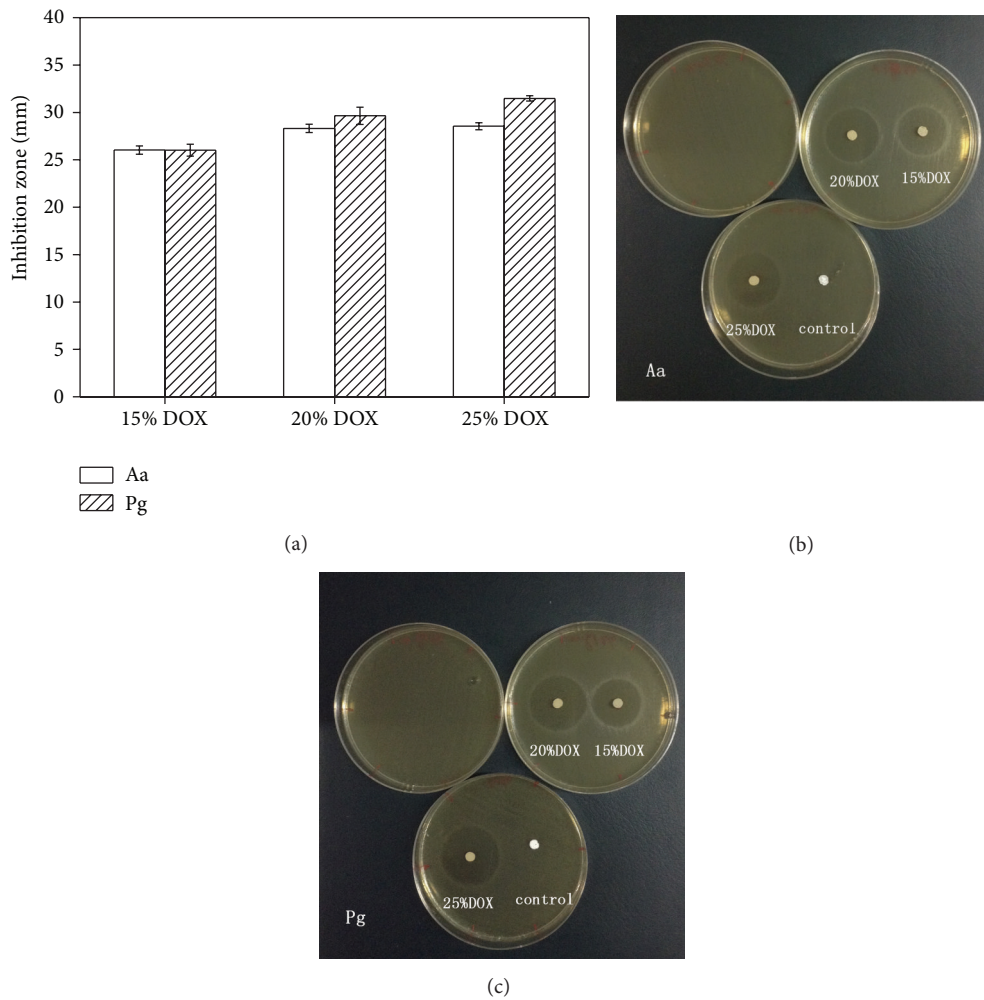 40
35
30
25
20
15
10
5
0
Inhibition zone (mm)
15% DOX 20% DOX 25% DOX
Aa
Pg
(a)
20%DOX 15%DOX
25%DOX control
Aa
(b)
20%DOX 15%DOX
25%DOX control
Pg
(c)